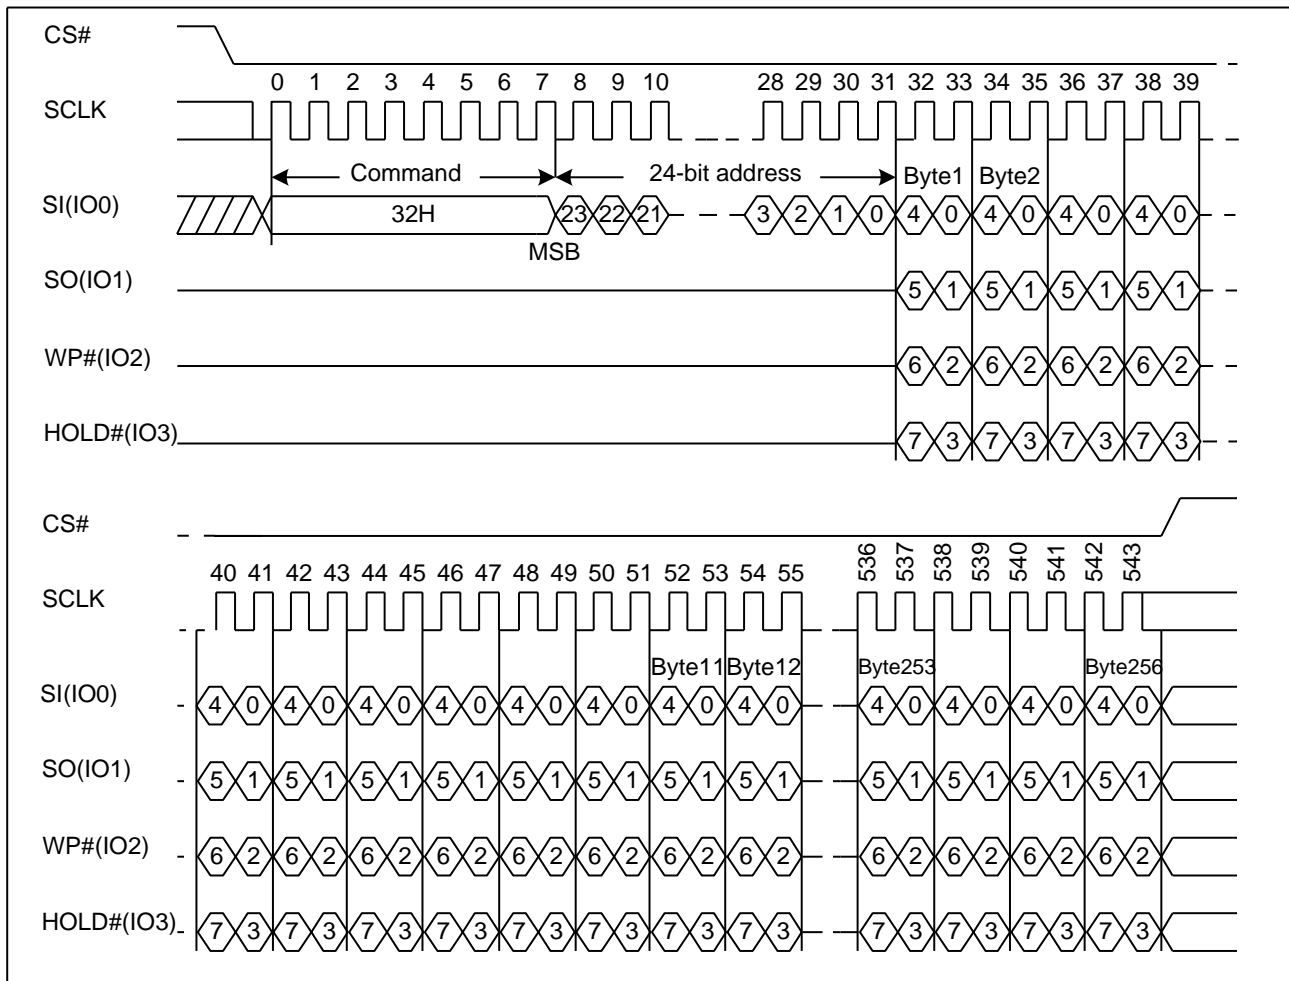 CS#
0 1 2 3 4 5 6 7 8 9 10 28 29 30 31 32 33 34 35 36 37 38 39
SCLK
Command 24-bit address Byte1 Byte2
SI(IO0) 32H 23 22 21 3 2 1 0 4 0 4 0 4 0 4 0
MSB
SO(IO1) 5 1 5 1 5 1 5 1
WP#(IO2) 6 2 6 2 6 2 6 2
HOLD#(IO3) 7 3 7 3 7 3 7 3
CS#
40 41 42 43 44 45 46 47 48 49 50 51 52 53 54 55 536 537 538 539 540 541 542 543
SCLK
Byte11 Byte12 Byte253 Byte256
SI(IO0) 4 0 4 0 4 0 4 0 4 0 4 0 4 0 4 0 4 0 4 0 4 0 4 0
SO(IO1) 5 1 5 1 5 1 5 1 5 1 5 1 5 1 5 1 5 1 5 1 5 1 5 1
WP#(IO2) 6 2 6 2 6 2 6 2 6 2 6 2 6 2 6 2 6 2 6 2 6 2 6 2
HOLD#(IO3) 7 3 7 3 7 3 7 3 7 3 7 3 7 3 7 3 7 3 7 3 7 3 7 3